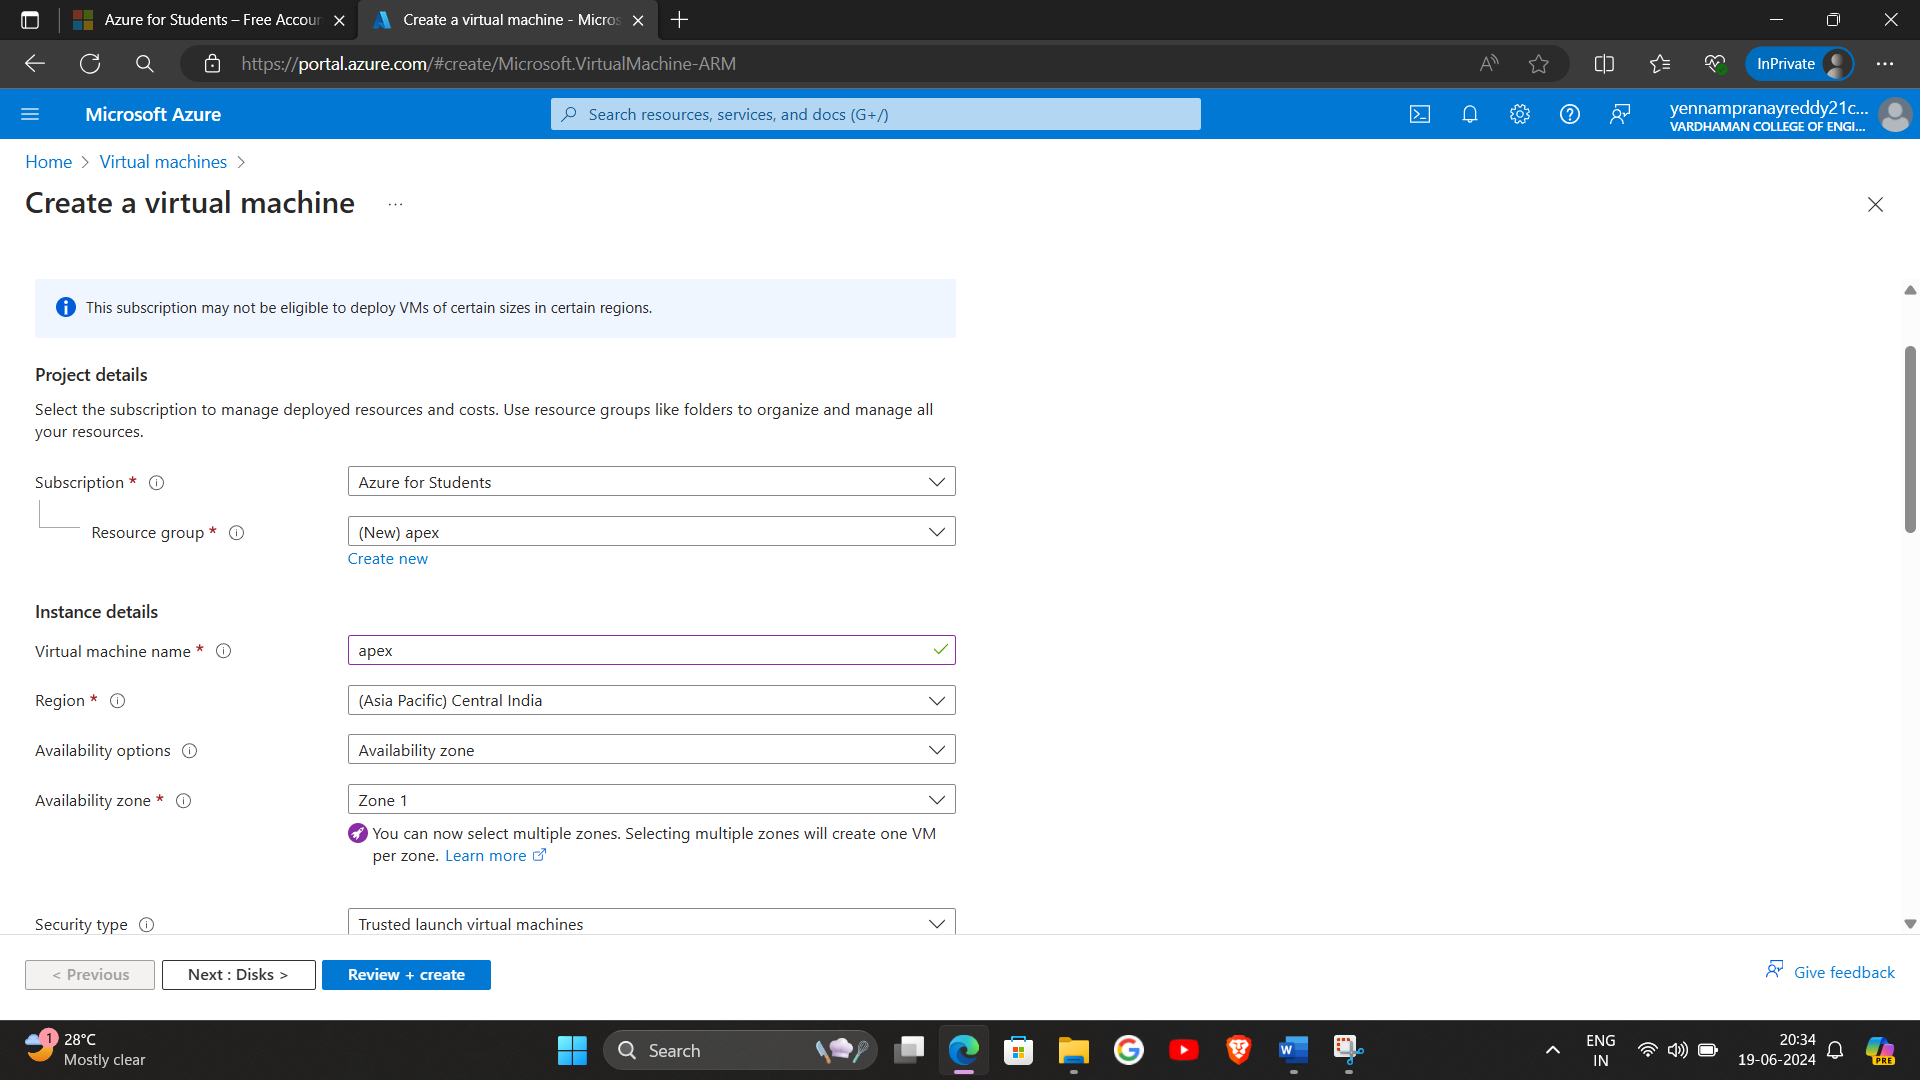 Azure for Students – Free Accoun
Create a virtual machine - Micros
https://portal.azure.com/#create/Microsoft.VirtualMachine-ARM
InPrivate
Microsoft Azure
Search resources, services, and docs (G+/)
yennampranayreddy21c...
VARDHAMAN COLLEGE OF ENGI...
Home > Virtual machines >
Create a virtual machine ...
This subscription may not be eligible to deploy VMs of certain sizes in certain regions.
Project details
Select the subscription to manage deployed resources and costs. Use resource groups like folders to organize and manage all
your resources.
Subscription * Azure for Students
Resource group * (New) apex
Create new
Instance details
Virtual machine name * apex
Region * (Asia Pacific) Central India
Availability options Availability zone
Availability zone * Zone 1
You can now select multiple zones. Selecting multiple zones will create one VM
per zone. Learn more
Security type Trusted launch virtual machines
< Previous Next : Disks > Review + create
Give feedback
1
28°C
Mostly clear
Search
W
ENG
IN
20:34
19-06-2024
PRE